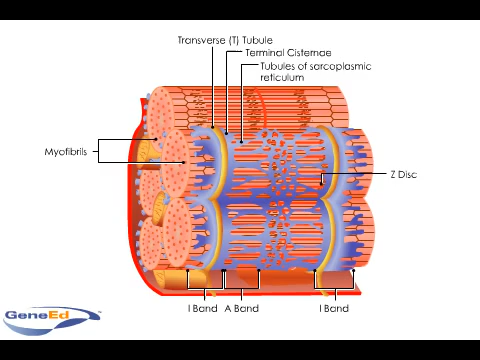 Transverse (T) Tubule
Terminal Cisternae
Tubules of sarcoplasmic
reticulum
Myofibrils
Z Disc
I Band
A Band
I Band
GeneEd